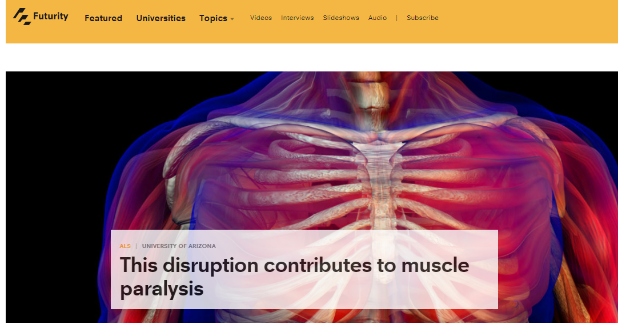 Futurity
Featured Universities Topics
Videos Interviews Slideshows Audio | Subscribe
ALS | UNIVERSITY OF ARIZONA
This disruption contributes to muscle
paralysis